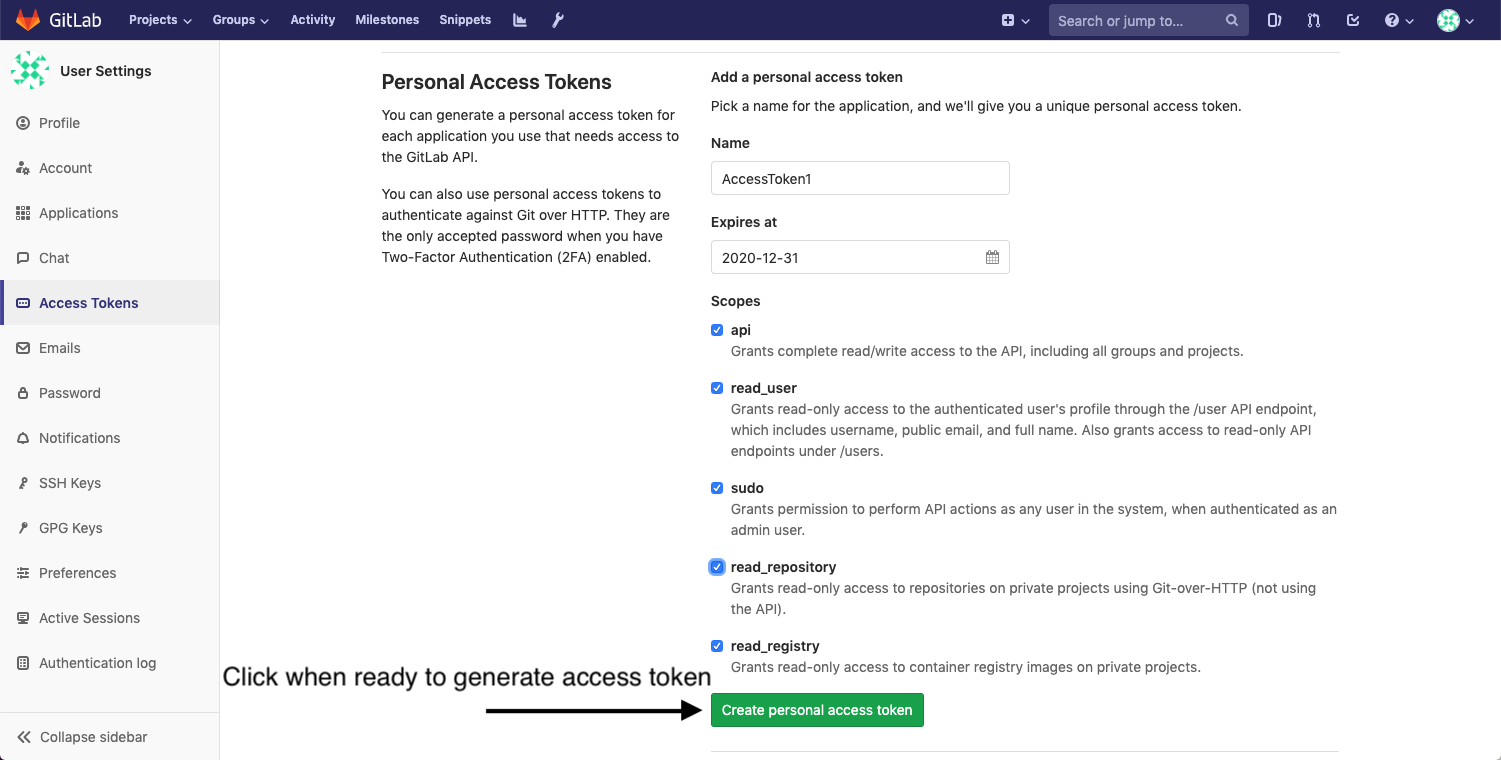 GitLab Projects Groups Activity Milestones Snippets Search or jump to...
User Settings
Profile
Account
Applications
Chat
Access Tokens
Emails
Password
Notifications
SSH Keys
GPG Keys
Preferences
Active Sessions
Authentication log
Collapse sidebar
Personal Access Tokens
You can generate a personal access token for
each application you use that needs access to
the GitLab API.
You can also use personal access tokens to
authenticate against Git over HTTP. They are
the only accepted password when you have
Two-Factor Authentication (2FA) enabled.
Add a personal access token
Pick a name for the application, and we'll give you a unique personal access token.
Name
AccessToken1
Expires at
2020-12-31
Scopes
api
Grants complete read/write access to the API, including all groups and projects.
read_user
Grants read-only access to the authenticated user's profile through the /user API endpoint,
which includes username, public email, and full name. Also grants access to read-only API
endpoints under /users.
sudo
Grants permission to perform API actions as any user in the system, when authenticated as an
admin user.
read_repository
Grants read-only access to repositories on private projects using Git-over-HTTP (not using
the API).
read_registry
Grants read-only access to container registry images on private projects.
Click when ready to generate access token
Create personal access token